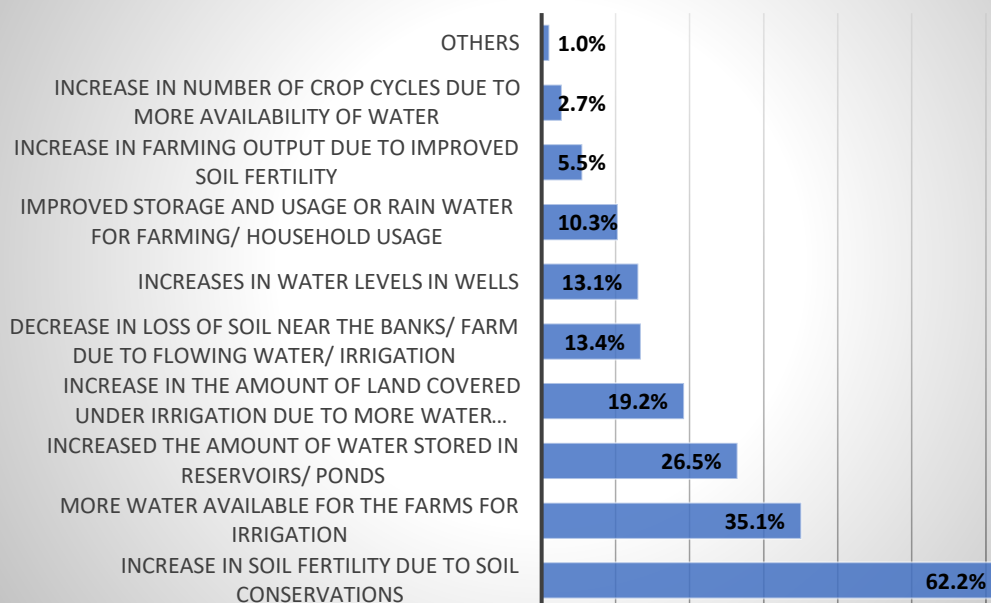 OTHERS
1.0%
INCREASE IN NUMBER OF CROP CYCLES DUE TO
MORE AVAILABILITY OF WATER
2.7%
INCREASE IN FARMING OUTPUT DUE TO IMPROVED
SOIL FERTILITY
5.5%
IMPROVED STORAGE AND USAGE OR RAIN WATER
FOR FARMING/ HOUSEHOLD USAGE
10.3%
INCREASES IN WATER LEVELS IN WELLS
13.1%
DECREASE IN LOSS OF SOIL NEAR THE BANKS/ FARM
DUE TO FLOWING WATER/ IRRIGATION
13.4%
INCREASE IN THE AMOUNT OF LAND COVERED
UNDER IRRIGATION DUE TO MORE WATER…
19.2%
INCREASED THE AMOUNT OF WATER STORED IN
RESERVOIRS/ PONDS
26.5%
MORE WATER AVAILABLE FOR THE FARMS FOR
IRRIGATION
35.1%
INCREASE IN SOIL FERTILITY DUE TO SOIL
CONSERVATIONS
62.2%